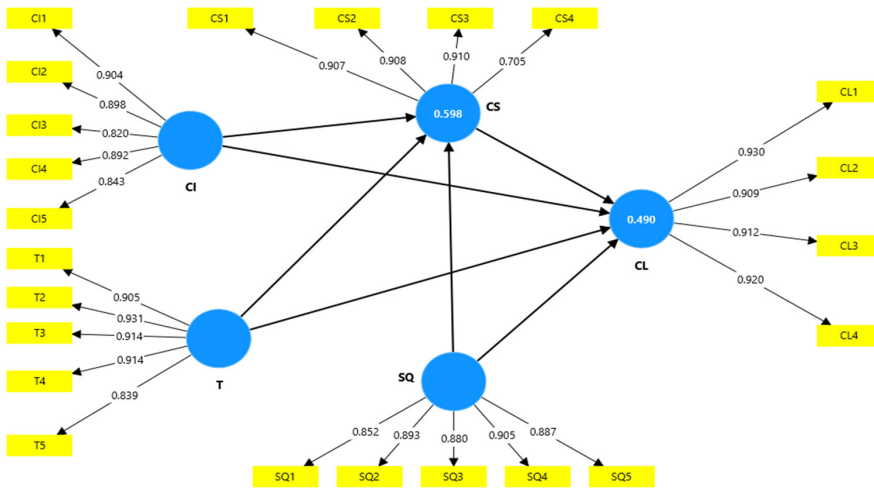 CI1
CS1
CS2
CS3
CS4
0.904
0.907
0.908
0.910
0.705
CI2
0.898
CI3
0.820
CI4
0.892
0.843
CI5
CI
0.598
CS
CL1
0.930
CL2
0.909
0.490
CL
0.912
CL3
0.920
CL4
T1
0.905
T2
0.931
T3
0.914
T4
0.914
0.839
T5
T
SQ
0.852
0.893
0.880
0.905
0.887
SQ1
SQ2
SQ3
SQ4
SQ5